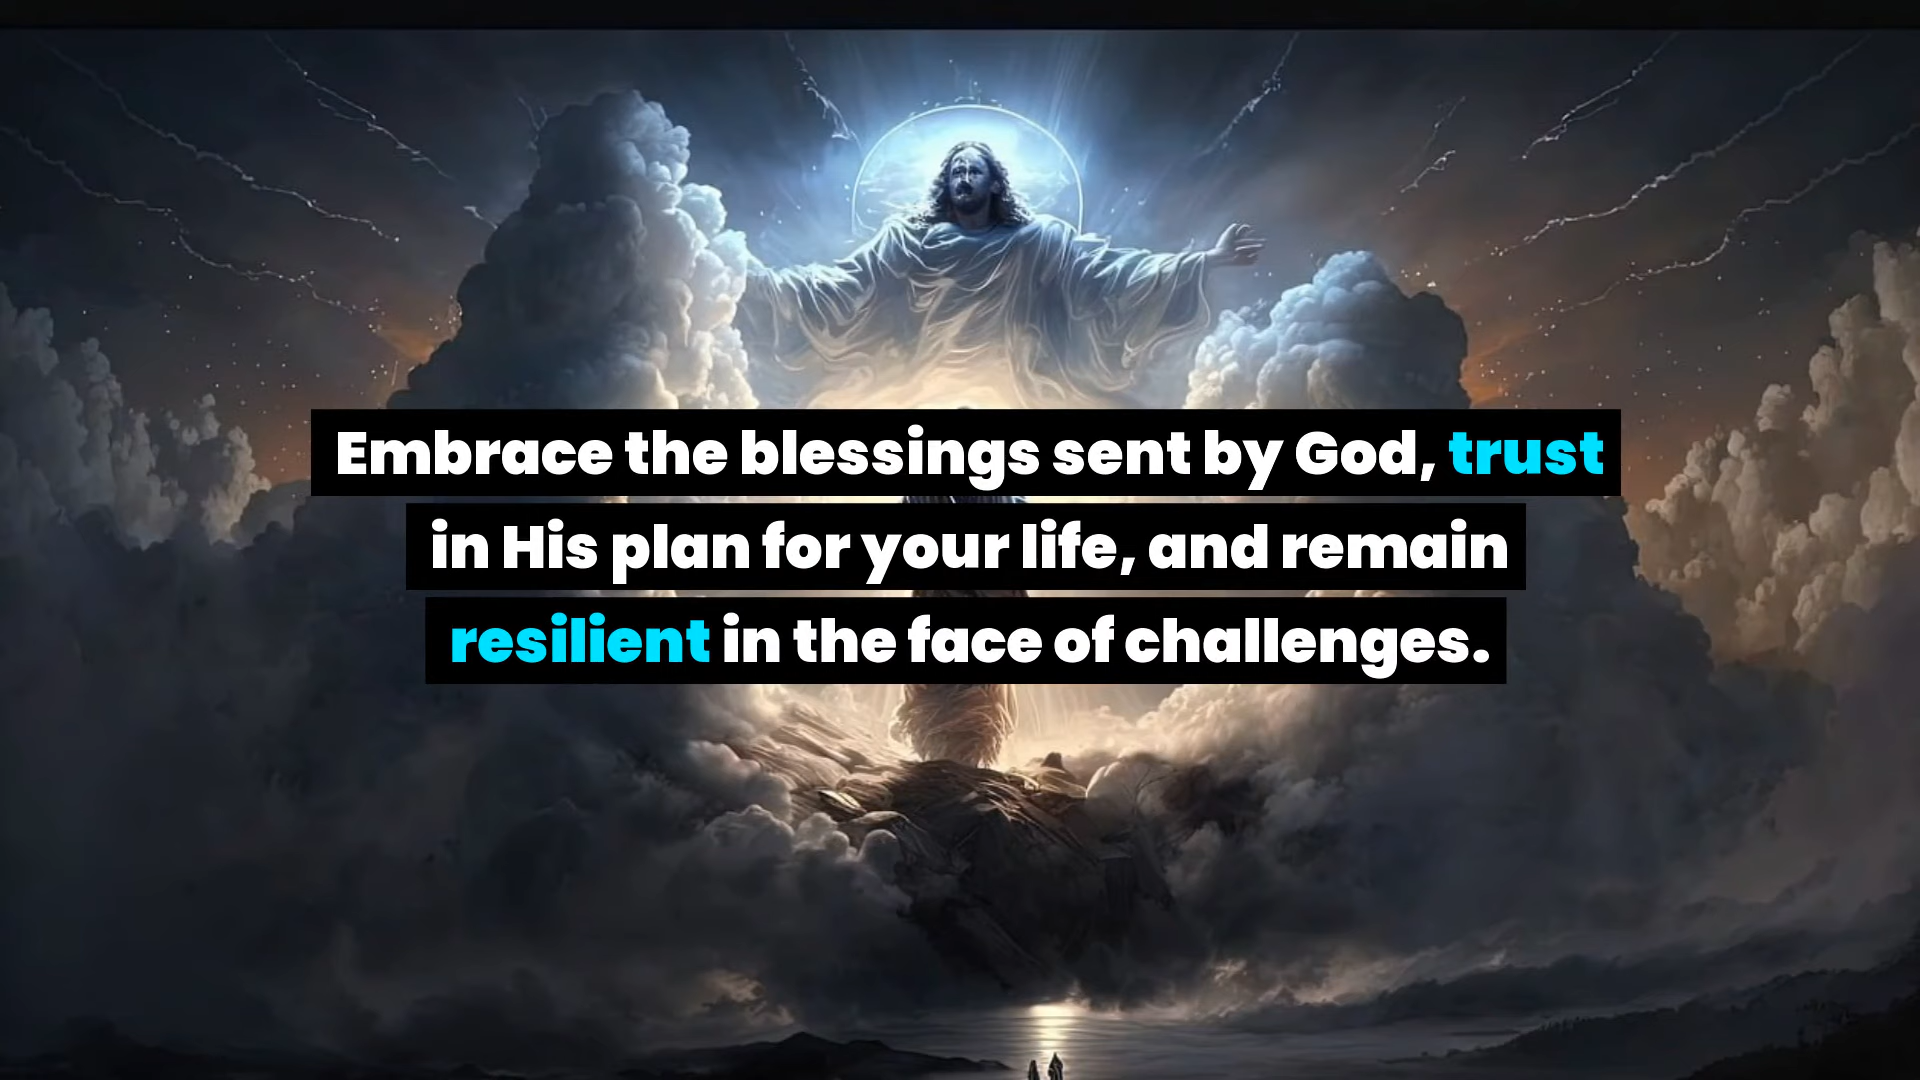 Embrace the blessings sent by God, trust
in His plan for your life, and remain
resilient in the face of challenges.